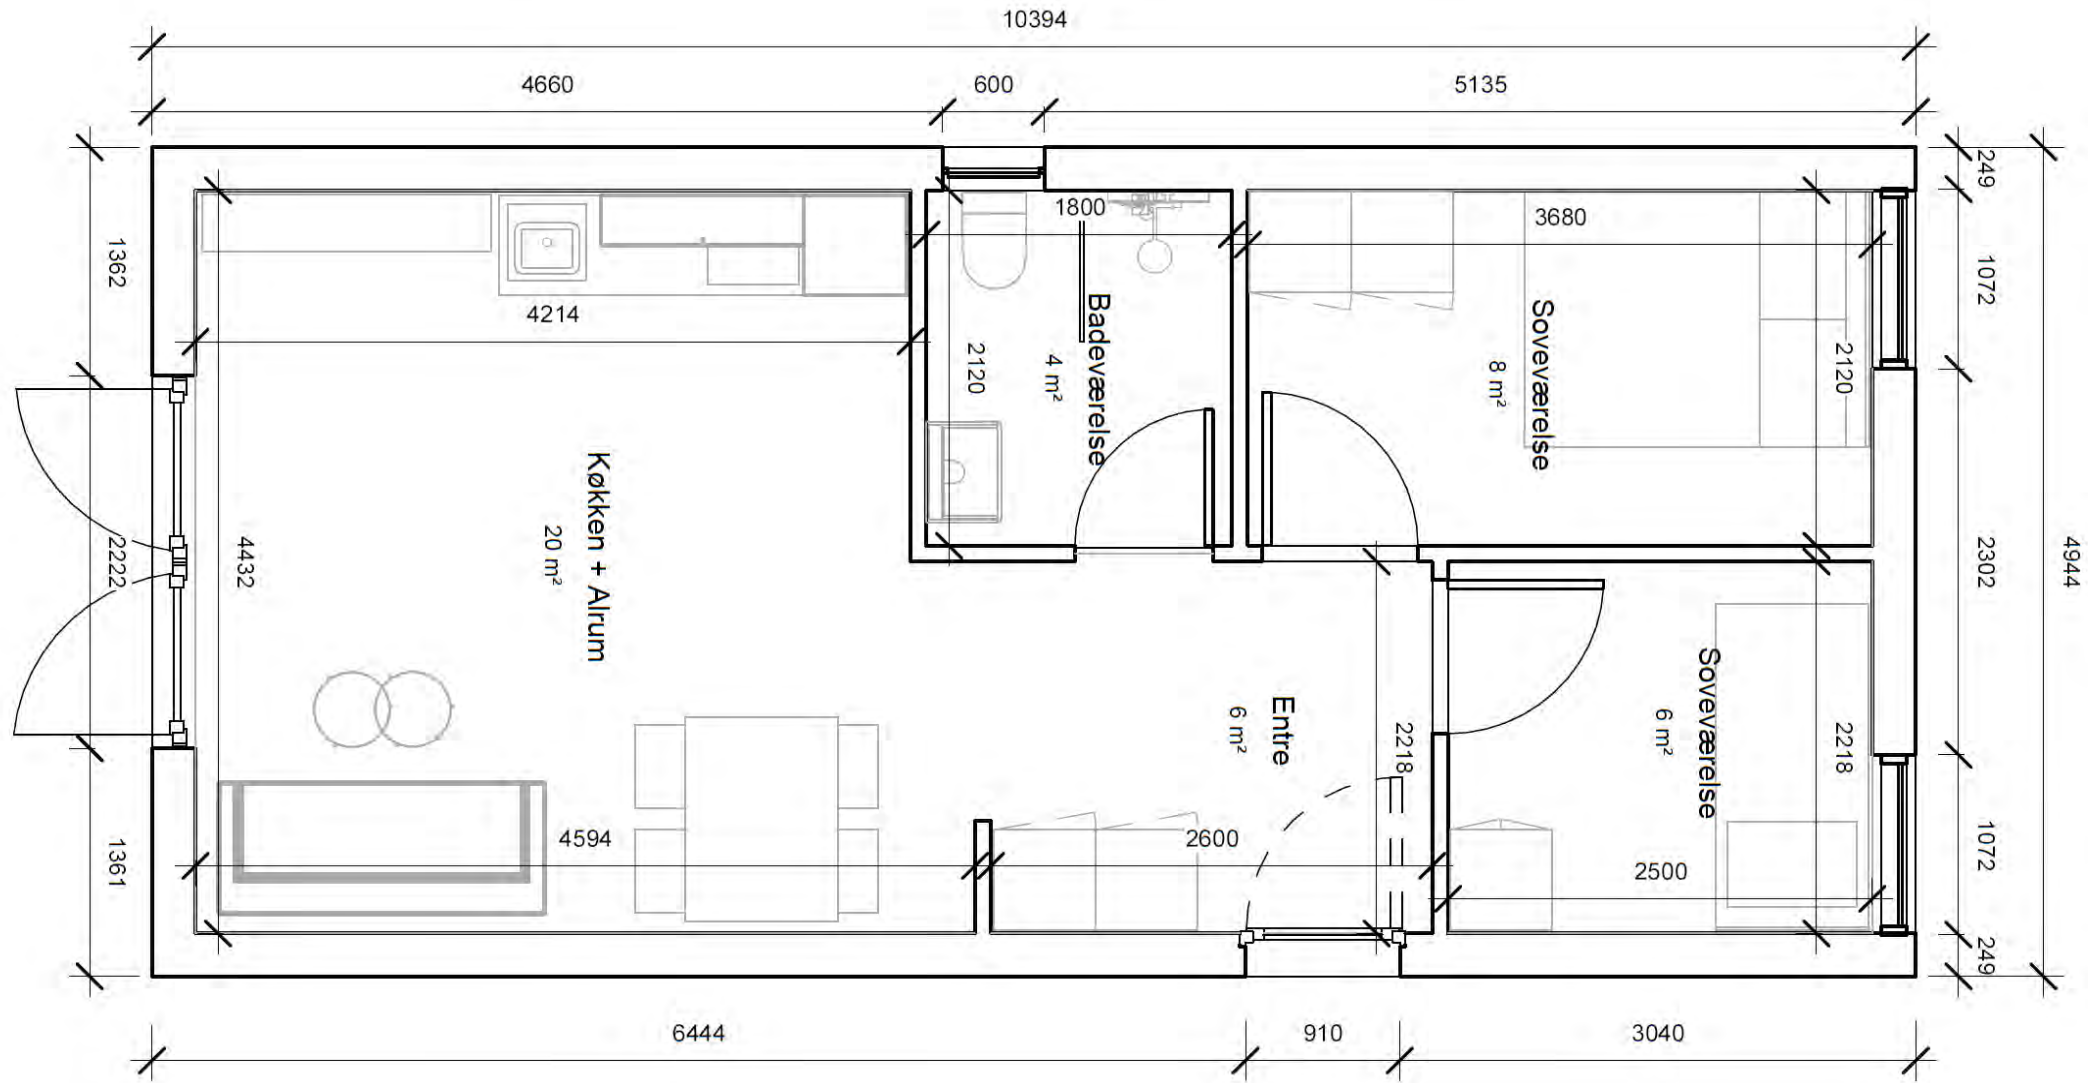 10394
4660
600
5135
249
1362
1800
3680
1072
4214
Badeværelse
4 m²
2120
Soveværelse
8 m²
2120
Køkken + Alrum
20 m²
4432
2222
2302
4944
Entre
6 m²
2218
Soveværelse
6 m²
2218
4594
2600
2500
1361
1072
249
6444
910
3040